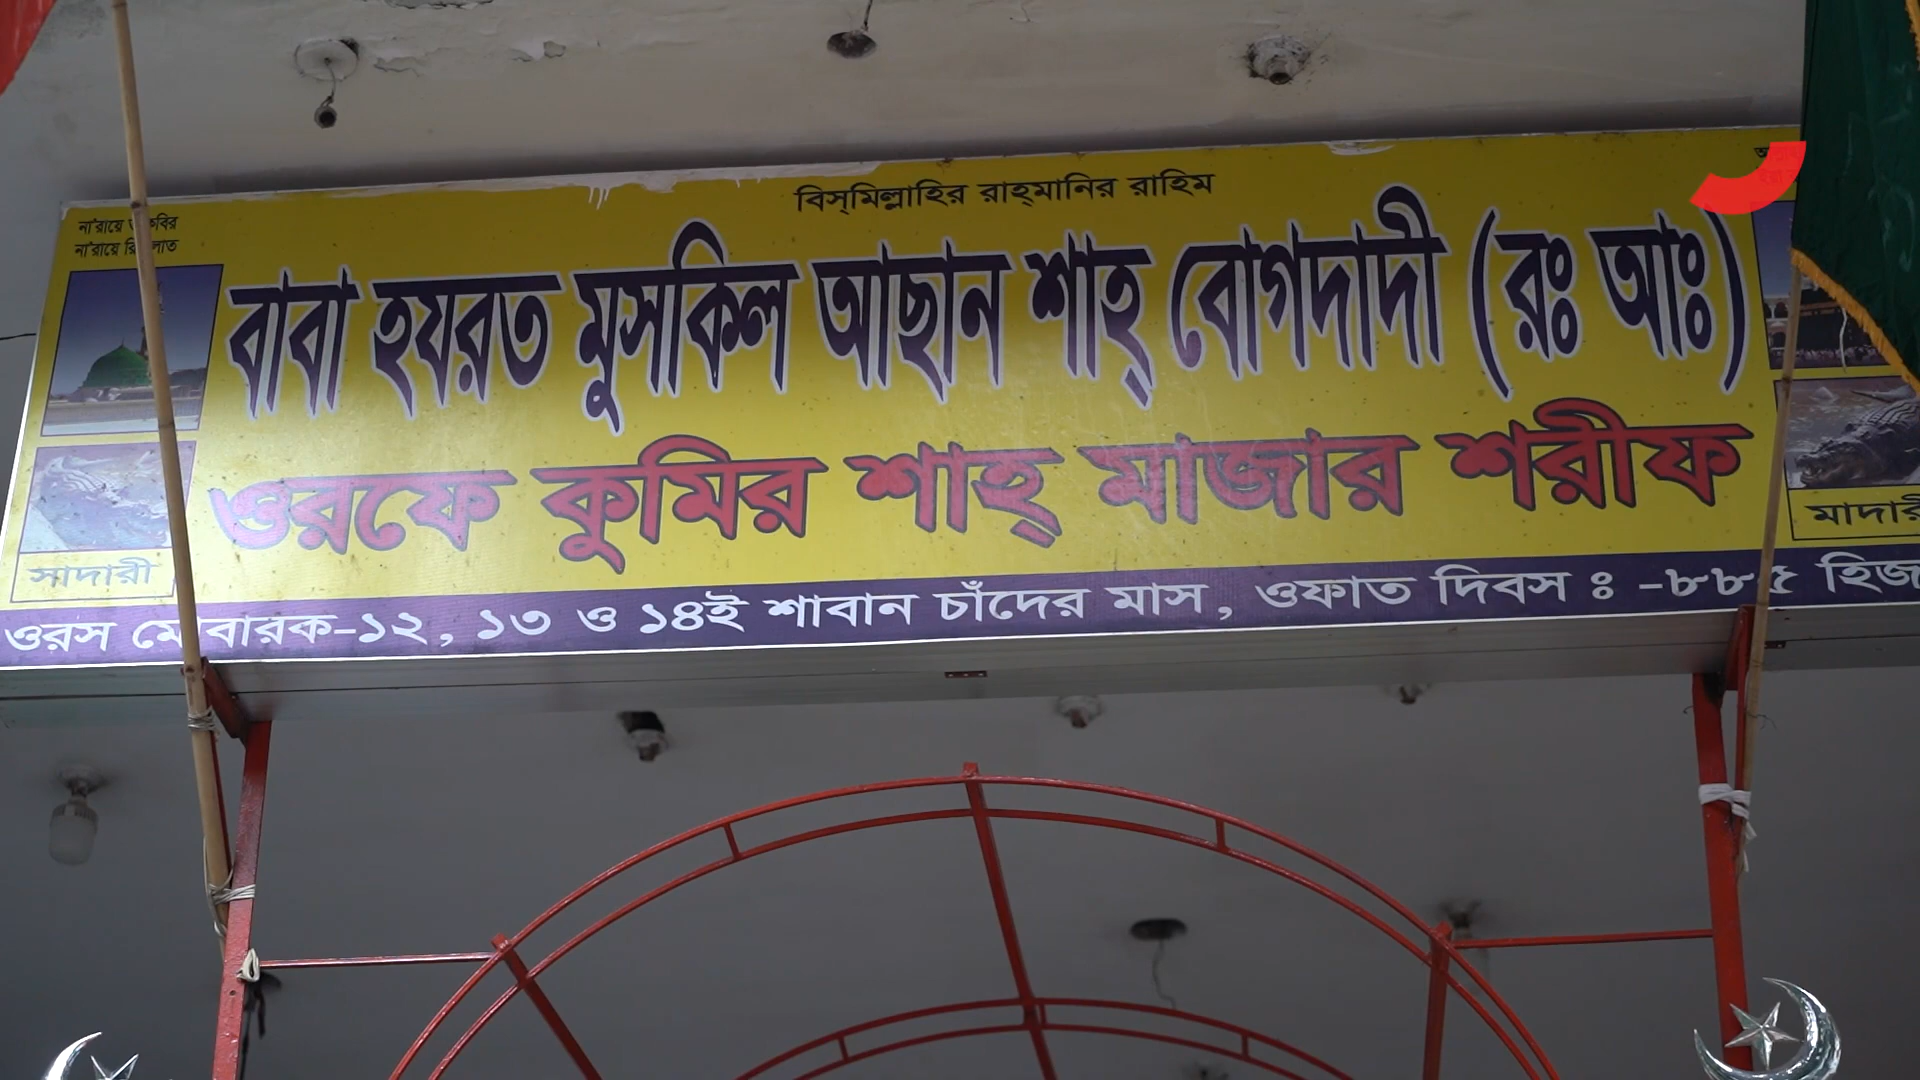 বিস্‌মিল্লাহির রাহ্‌মানির রাহিম
না'রায়ে
না'রায়ে
বাবা হযরত মুসকিল আছান শাহ্ বোগদাদী (রঃ আঃ)
ওরফে কুমির শাহ্ মাজার শরীফ
সাদারী
মাদারী
ওরস মোবারক-১২, ১৩ ও ১৪ই শাবান চাঁদের মাস, ওফাত দিবস ঃ -৮৮৫